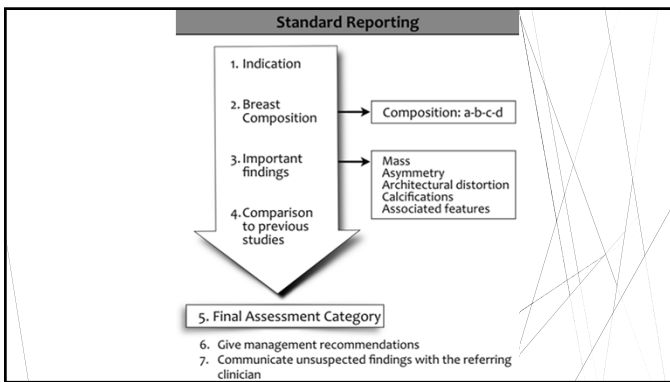 Standard Reporting
1. Indication
2. Breast
Composition
Composition: a-b-c-d
3. Important
findings
Mass
Asymmetry
Architectural distortion
Calcifications
Associated features
4. Comparison
to previous
studies
5. Final Assessment Category
6. Give management recommendations
7. Communicate unsuspected findings with the referring
clinician